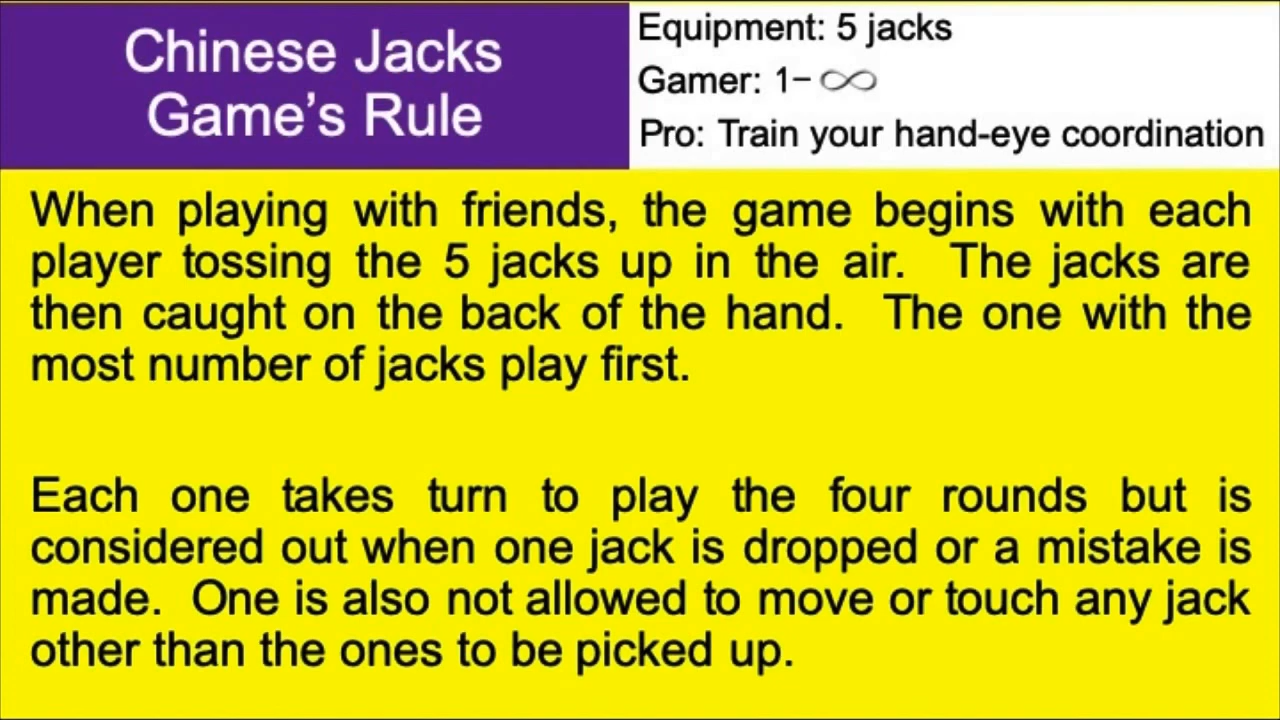 Chinese Jacks
Game’s Rule
Equipment: 5 jacks
Gamer: 1– ∞
Pro: Train your hand-eye coordination
When playing with friends, the game begins with each
player tossing the 5 jacks up in the air.  The jacks are
then caught on the back of the hand.  The one with the
most number of jacks play first.
Each one takes turn to play the four rounds but is
considered out when one jack is dropped or a mistake is
made.  One is also not allowed to move or touch any jack
other than the ones to be picked up.